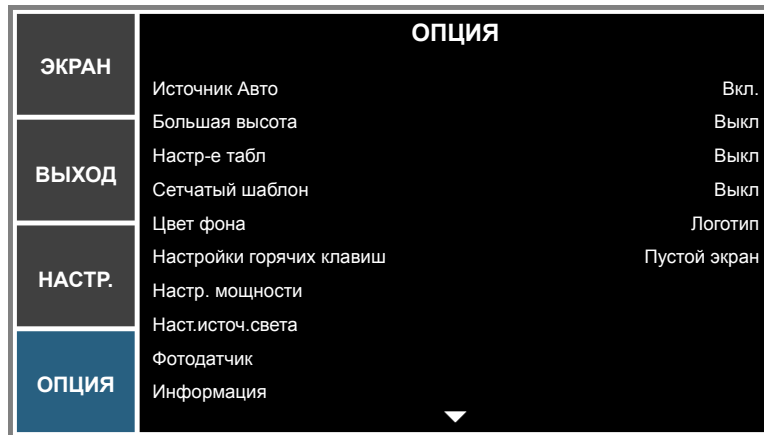 ОПЦИЯ
ЭКРАН
ВЫХОД
НАСТР.
ОПЦИЯ
Источник Авто Вкл.
Большая высота Выкл
Настр-е табл Выкл
Сетчатый шаблон Выкл
Цвет фона Логотип
Настройки горячих клавиш Пустой экран
Настр. мощности
Наст.источ.света
Фотодатчик
Информация